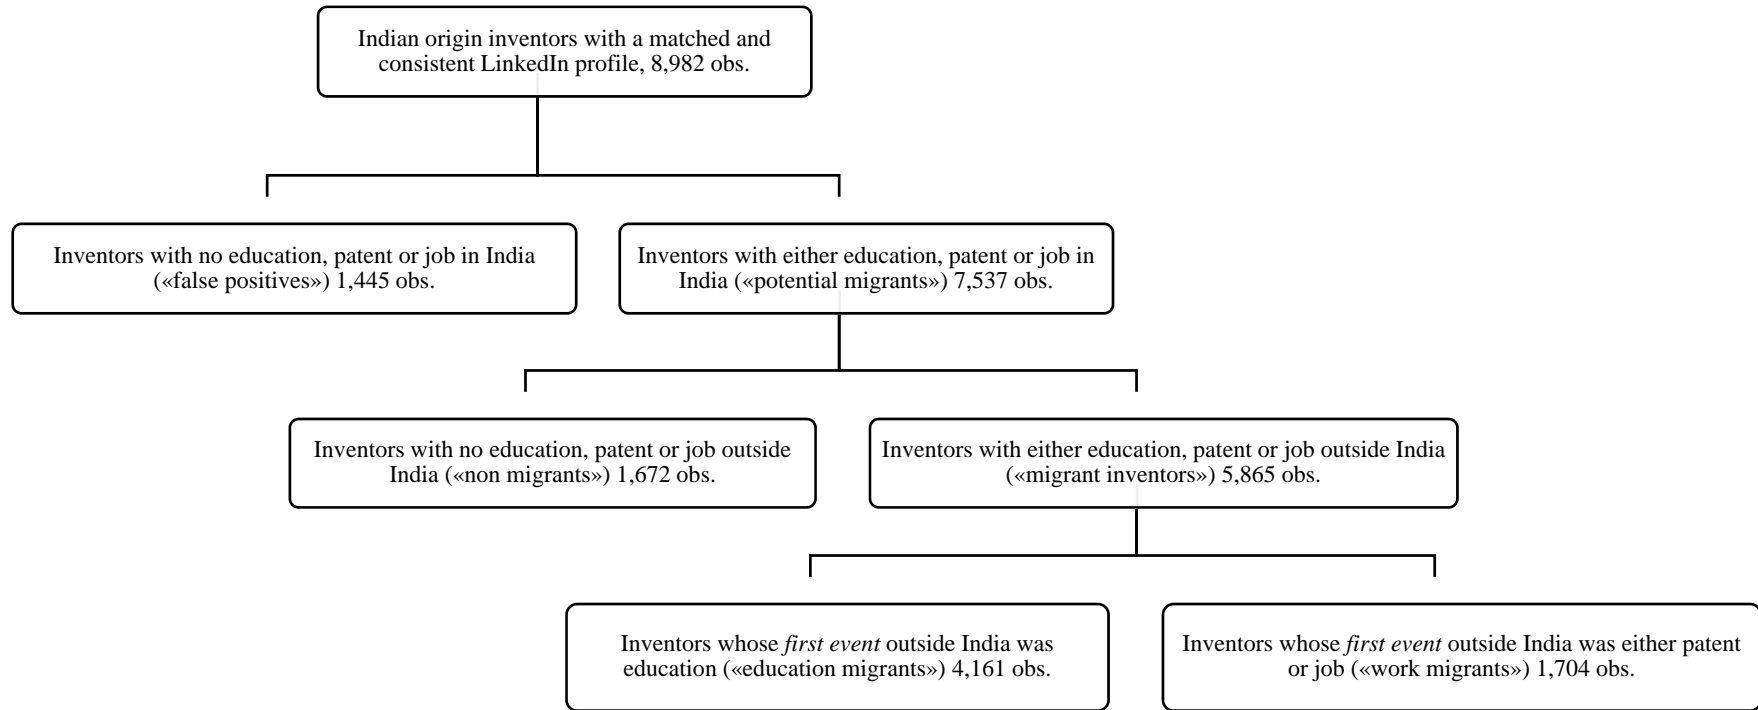 Indian origin inventors with a matched and
consistent LinkedIn profile, 8,982 obs.
Inventors with no education, patent or job in India
(«false positives») 1,445 obs.
Inventors with either education, patent or job in
India («potential migrants») 7,537 obs.
Inventors with no education, patent or job outside
India («non migrants») 1,672 obs.
Inventors with either education, patent or job outside India
(«migrant inventors») 5,865 obs.
Inventors whose first event outside India was
education («education migrants») 4,161 obs.
Inventors whose first event outside India was either patent
or job («work migrants») 1,704 obs.